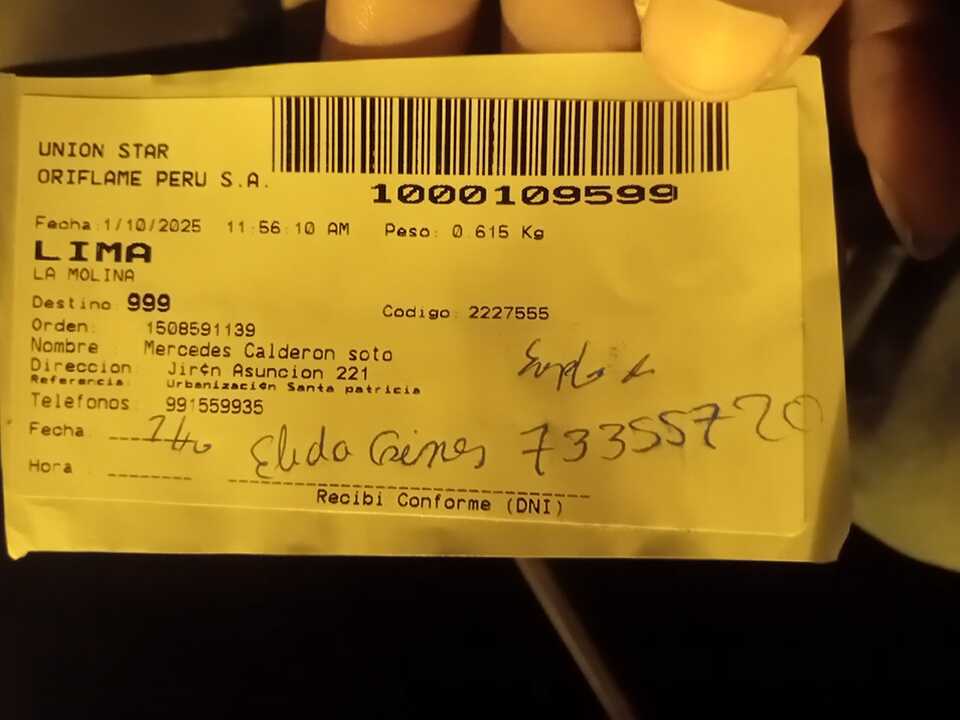 UNION STAR
ORIFLAME PERU S.A.
1000109599
Fecha:1/10/2025 11:56:10 AM Peso: 0.615 Kg
LIMA
LA MOLINA
Destino: 999
Codigo: 2227555
Orden: 1508591139
Nombre Mercedes Calderon soto
Direccion Jir¢n Asuncion 221
Referencia: Urbanizaci¢n Santa patricia
Telefonos: 991559935
Fecha
Elida 73355720
Hora
Recibi Conforme (DNI)